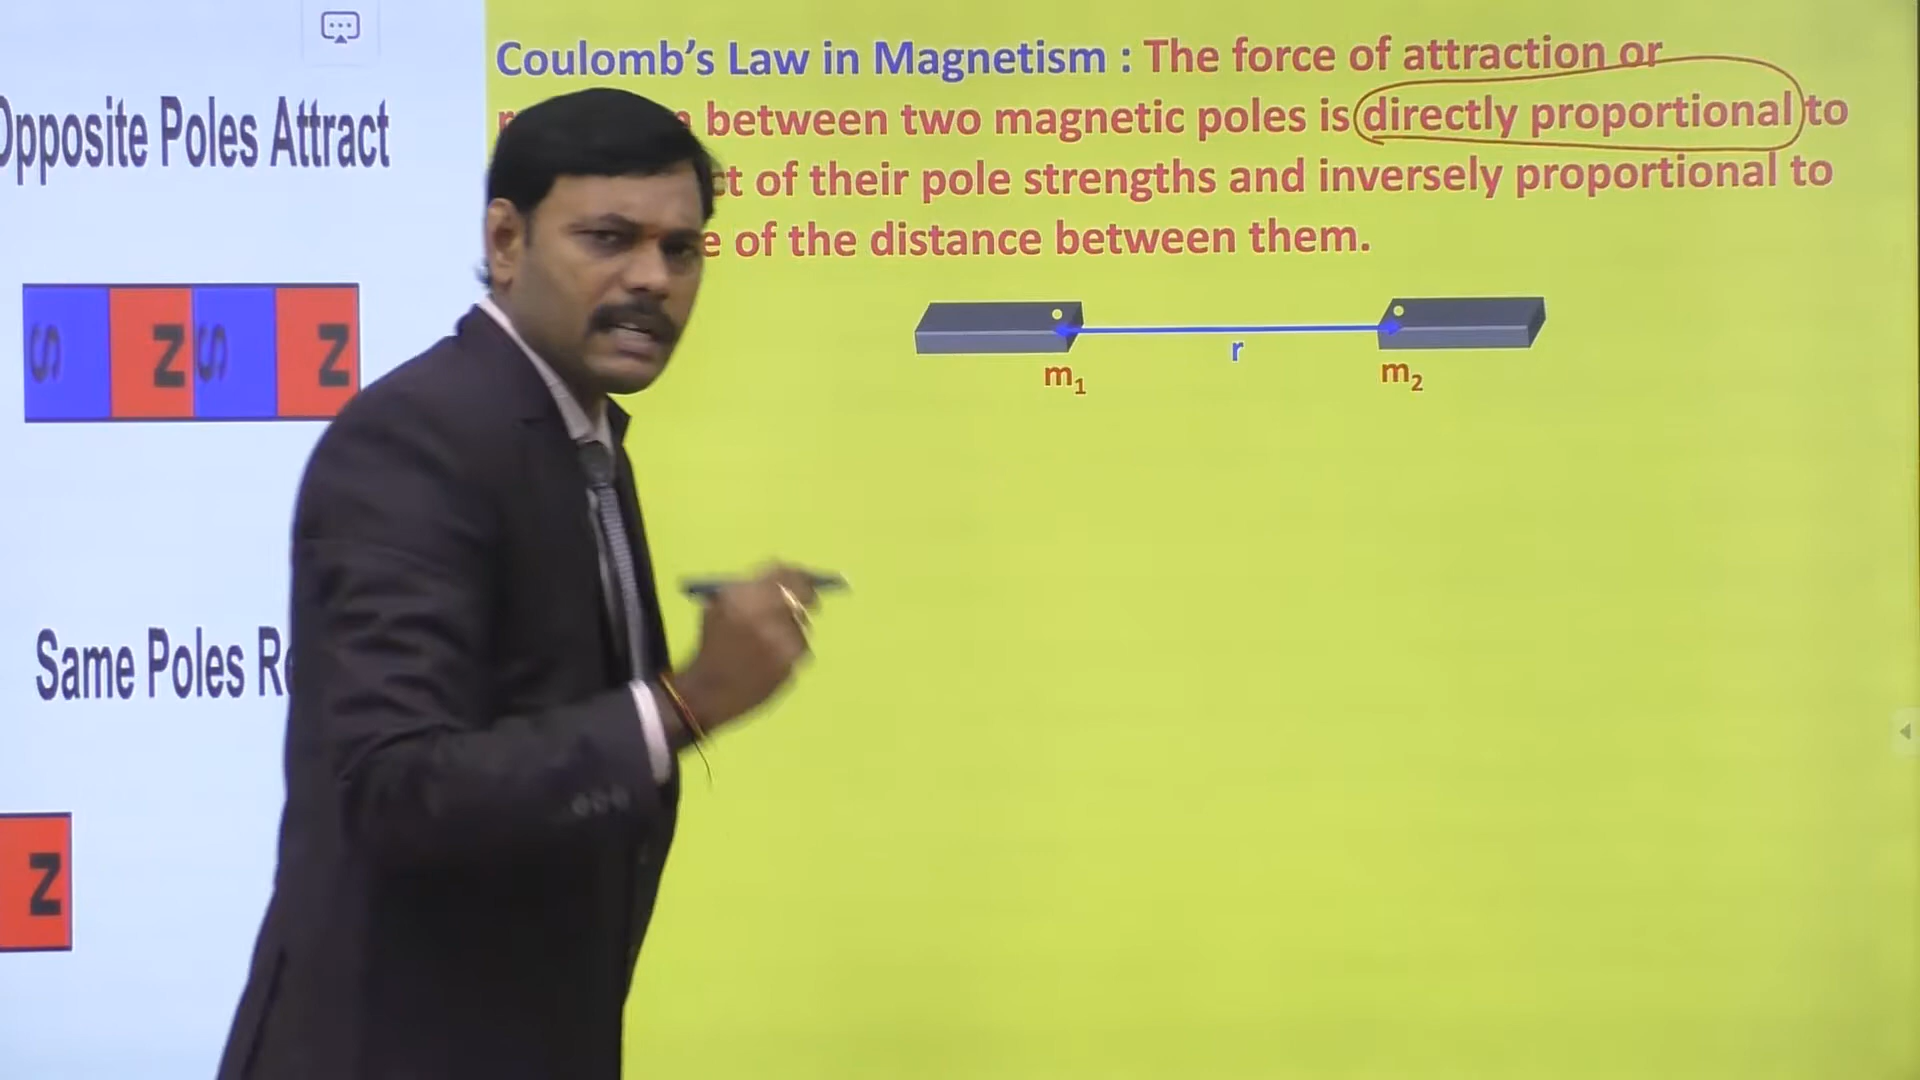 Opposite Poles Attract
S N S N
Same Poles
N
Coulomb's Law in Magnetism : The force of attraction or
between two magnetic poles is directly proportional to
of their pole strengths and inversely proportional to
of the distance between them.
r
m₁ m₂